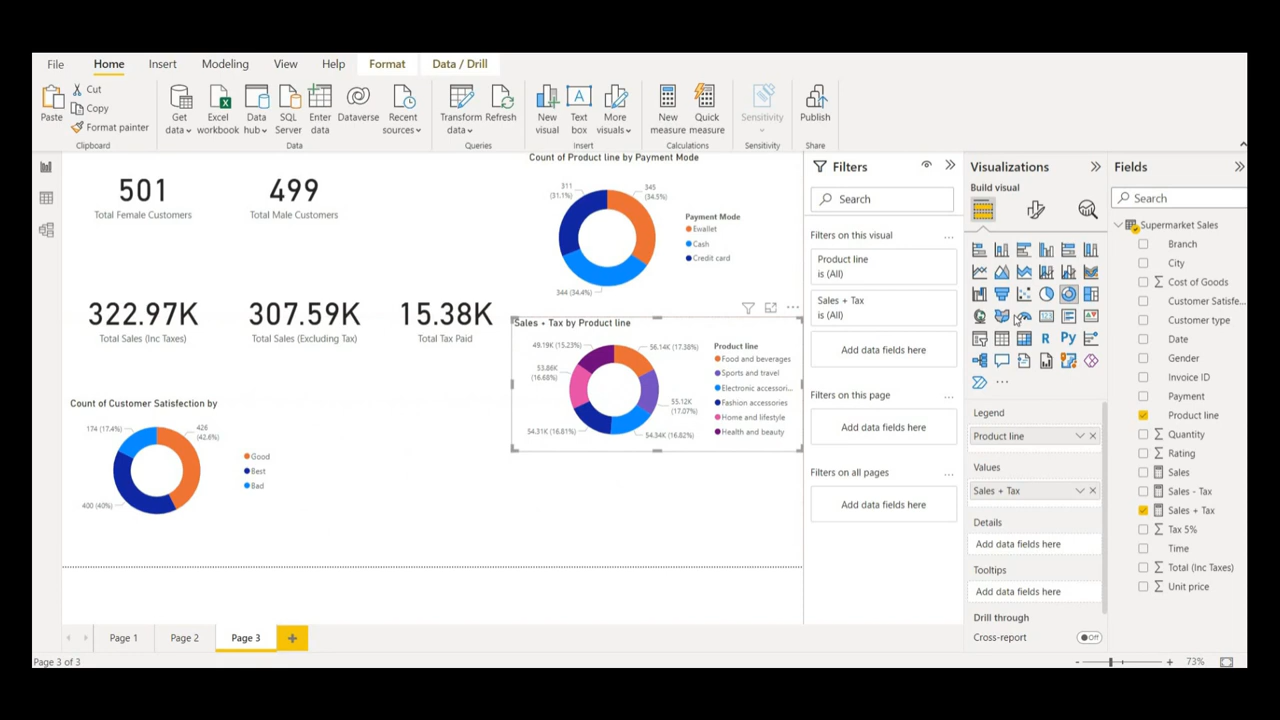 File Home Insert Modeling View Help Format Data / Drill
Paste
Cut
Copy
Format painter
Clipboard
Get data
Excel workbook
Data hub
SQL Server
Enter data
Dataverse
Recent sources
Data
Transform data
Refresh
Queries
New visual
Text box
More visuals
Insert
New measure
Quick measure
Calculations
Sensitivity
Sensitivity
Publish
Share
501
Total Female Customers
499
Total Male Customers
322.97K
Total Sales (Inc Taxes)
307.59K
Total Sales (Excluding Tax)
15.38K
Total Tax Paid
Count of Customer Satisfaction by
174 (17.4%)
426
(42.6%)
400 (40%)
Good
Best
Bad
Count of Product line by Payment Mode
311
(31.1%)
345
(34.5%)
344 (34.4%)
Payment Mode
Ewallet
Cash
Credit card
Sales + Tax by Product line
49.19K (15.23%)
56.14K (17.38%)
53.86K
(16.68%)
55.12K
(17.07%)
54.31K (16.81%)
54.34K (16.82%)
Product line
Food and beverages
Sports and travel
Electronic accessori...
Fashion accessories
Home and lifestyle
Health and beauty
Filters
Search
Filters on this visual
Product line
is (All)
Sales + Tax
is (All)
Add data fields here
Filters on this page
Add data fields here
Filters on all pages
Add data fields here
Visualizations
Build visual
R
Py
Legend
Product line
Values
Sales + Tax
Details
Add data fields here
Tooltips
Add data fields here
Drill through
Cross-report
Off
Fields
Search
Supermarket Sales
Branch
City
Cost of Goods
Customer Satisfe...
Customer type
Date
Gender
Invoice ID
Payment
Product line
Quantity
Rating
Sales
Sales - Tax
Sales + Tax
Tax 5%
Time
Total (Inc Taxes)
Unit price
Page 1
Page 2
Page 3
Page 3 of 3
73%